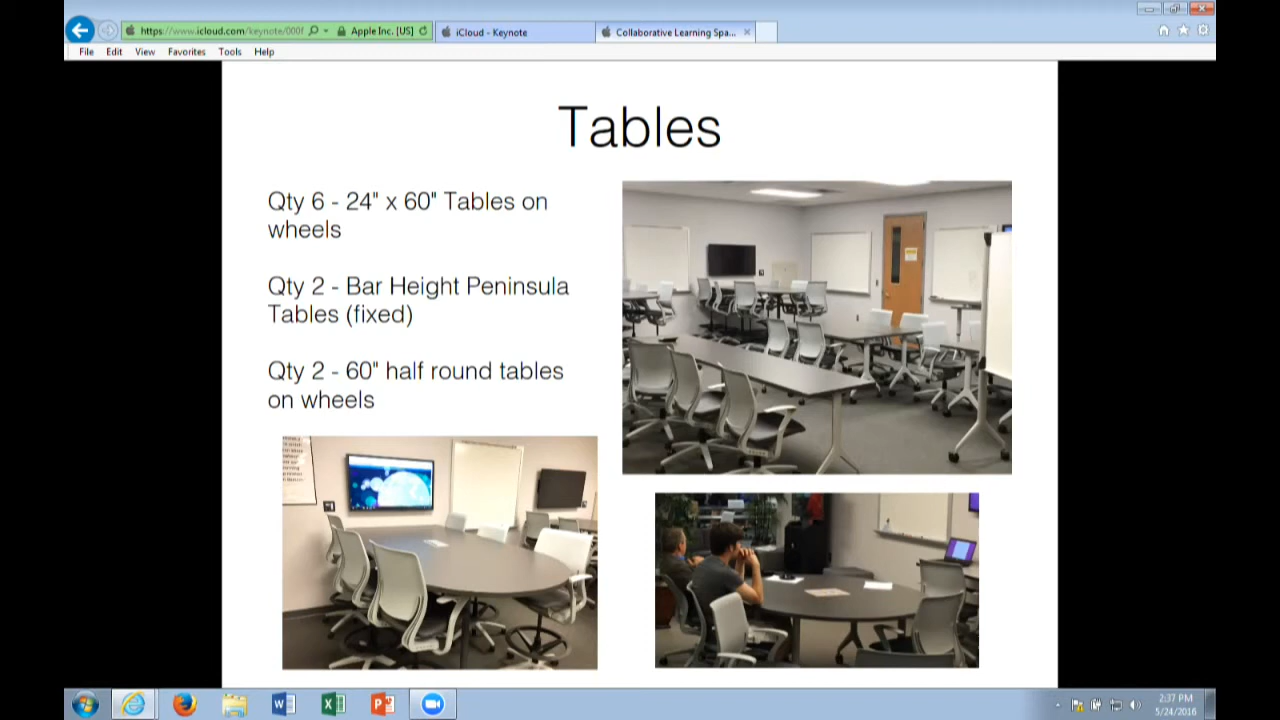 https://www.icloud.com/keynote/000f
Apple Inc. [US]
iCloud - Keynote
Collaborative Learning Spa...
File Edit View Favorites Tools Help
Tables
Qty 6 - 24" x 60" Tables on
wheels
Qty 2 - Bar Height Peninsula
Tables (fixed)
Qty 2 - 60" half round tables
on wheels
2:37 PM
5/24/2016